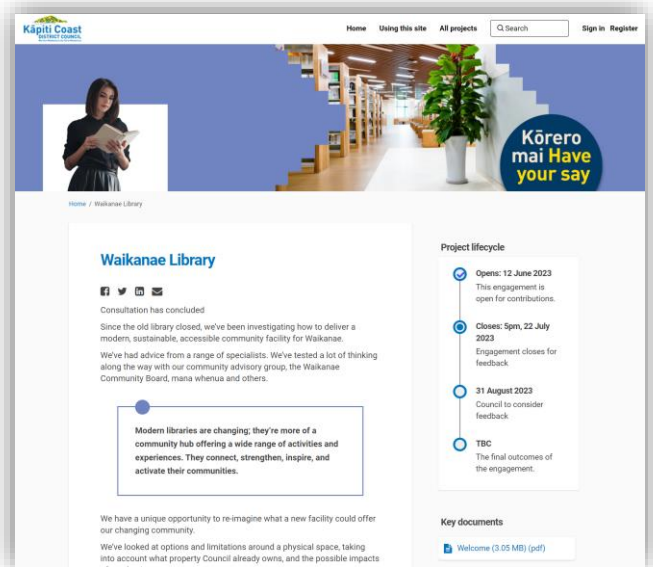 Kāpiti Coast
DISTRICT COUNCIL
Home Using this site All projects Search Sign in Register
Kōrero
mai Have
your say
Home / Waikanae Library
Waikanae Library
Consultation has concluded
Since the old library closed, we've been investigating how to deliver a
modern, sustainable, accessible community facility for Waikanae.
We've had advice from a range of specialists. We've tested a lot of thinking
along the way with our community advisory group, the Waikanae
Community Board, mana whenua and others.
Modern libraries are changing; they're more of a
community hub offering a wide range of activities and
experiences. They connect, strengthen, inspire, and
activate their communities.
We have a unique opportunity to re-imagine what a new facility could offer
our changing community.
We've looked at options and limitations around a physical space, taking
into account what property Council already owns, and the possible impacts
Project lifecycle
Opens: 12 June 2023
This engagement is
open for contributions.
Closes: 5pm, 22 July
2023
Engagement closes for
feedback
31 August 2023
Council to consider
feedback
TBC
The final outcomes of
the engagement.
Key documents
Welcome (3.05 MB) (pdf)